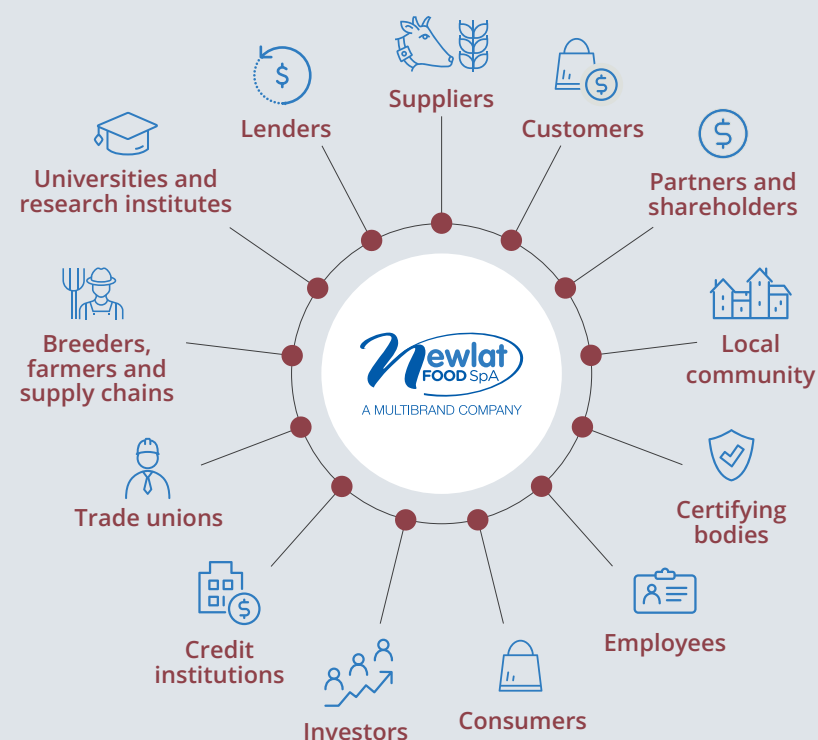 Suppliers
Lenders
Customers
Universities and
research institutes
Partners and
shareholders
Breeders,
farmers and
supply chains
Local
community
Newlat
FOOD SpA
A MULTIBRAND COMPANY
Trade unions
Certifying
bodies
Credit
institutions
Employees
Investors
Consumers